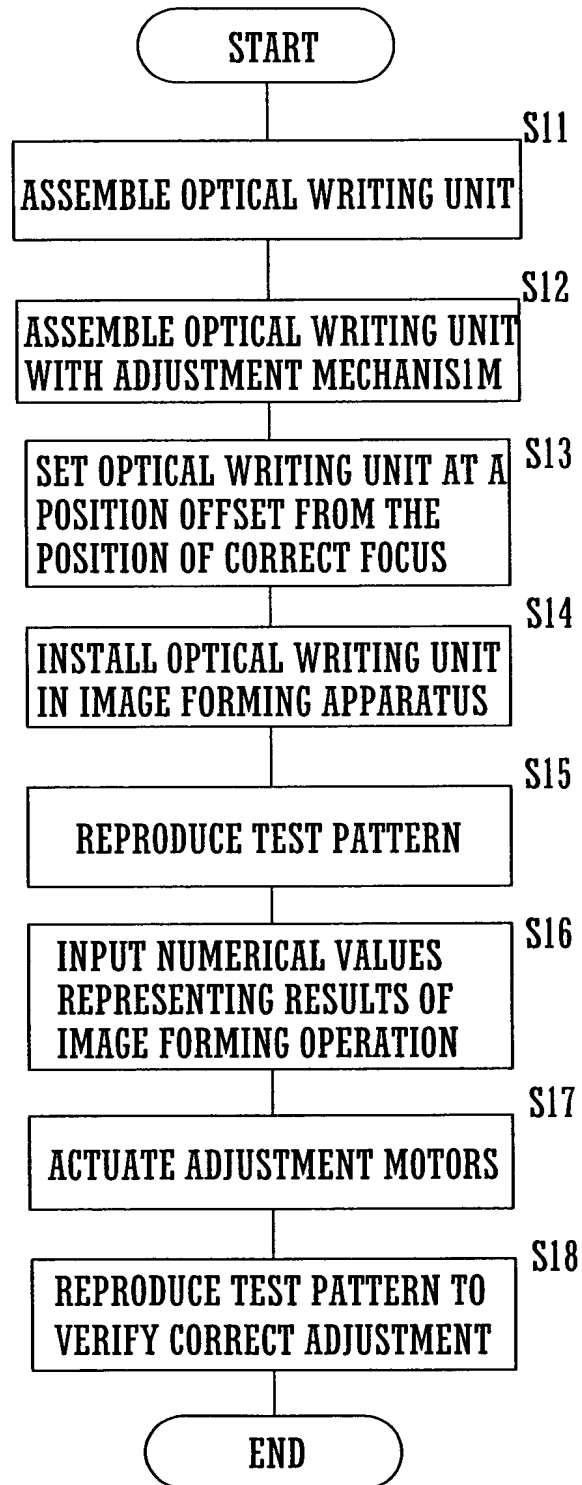 START
S11
ASSEMBLE OPTICAL WRITING UNIT
S12
ASSEMBLE OPTICAL WRITING UNIT
WITH ADJUSTMENT MECHANIS1M
S13
SET OPTICAL WRITING UNIT AT A
POSITION OFFSET FROM THE
POSITION OF CORRECT FOCUS
S14
INSTALL OPTICAL WRITING UNIT
IN IMAGE FORMING APPARATUS
S15
REPRODUCE TEST PATTERN
S16
INPUT NUMERICAL VALUES
REPRESENTING RESULTS OF
IMAGE FORMING OPERATION
S17
ACTUATE ADJUSTMENT MOTORS
S18
REPRODUCE TEST PATTERN TO
VERIFY CORRECT ADJUSTMENT
END